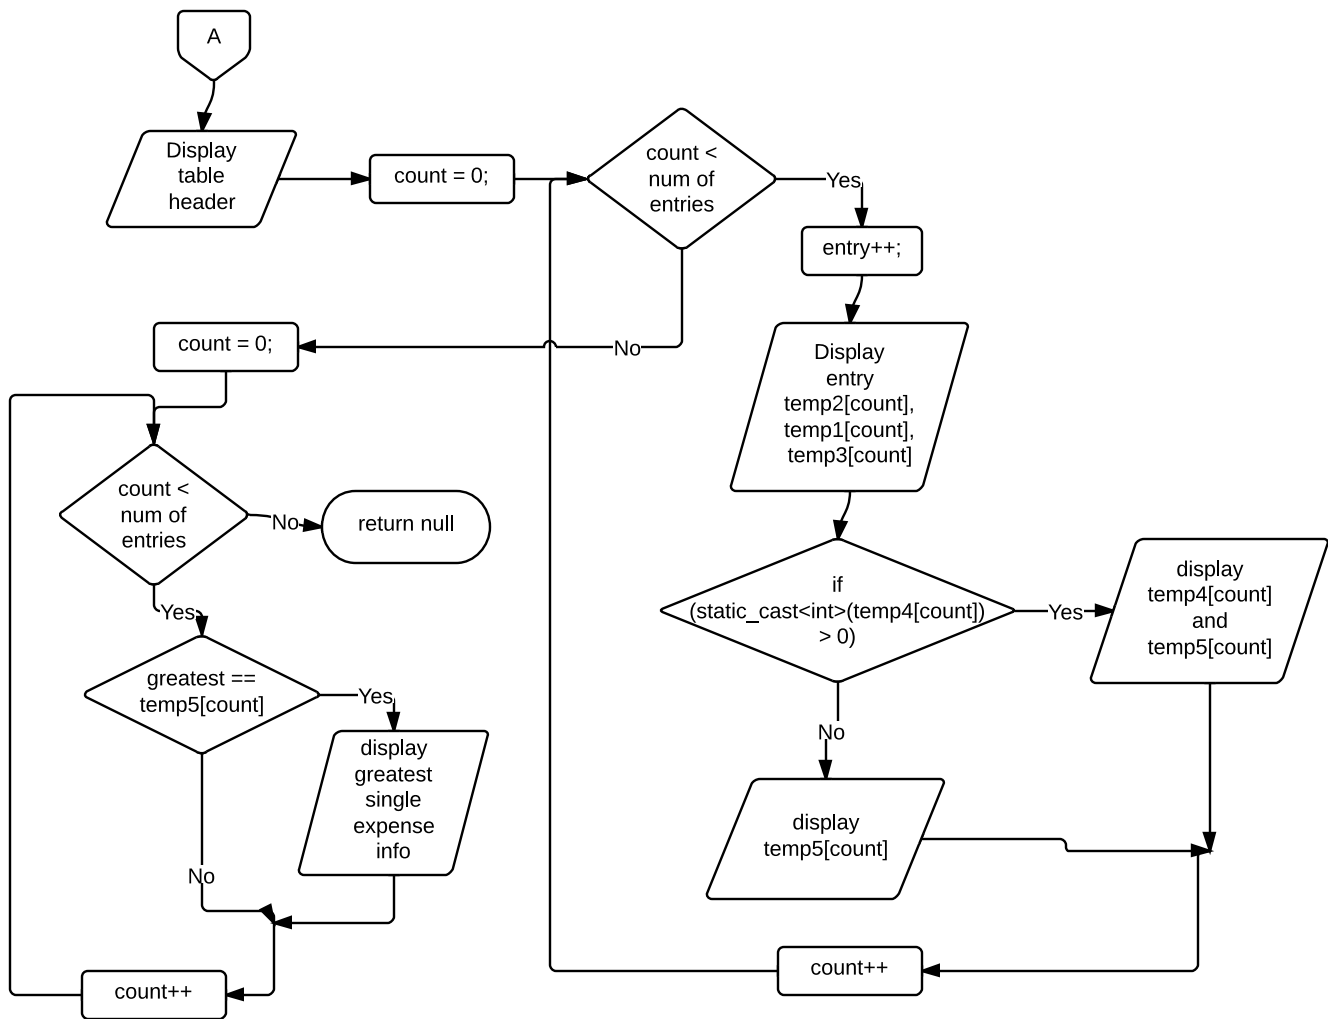 A
Display
table
header
count = 0;
count <
num of
entries
Yes
entry++;
No
count = 0;
Display
entry
temp2[count],
temp1[count],
temp3[count]
count <
num of
entries
No
return null
if
(static_cast<int>(temp4[count])
> 0)
Yes
display
temp4[count]
and
temp5[count]
Yes
greatest ==
temp5[count]
Yes
No
display
greatest
single
expense
info
display
temp5[count]
No
count++
count++